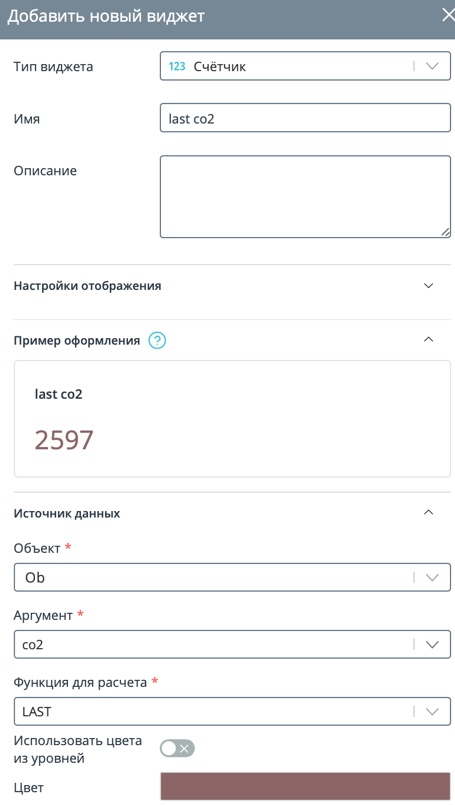 Добавить новый виджет
Тип виджета
123 Счётчик
Имя
last co2
Описание
Настройки отображения
Пример оформления ?
last co2
2597
Источник данных
Объект *
Ob
Аргумент *
co2
Функция для расчета *
LAST
Использовать цвета
из уровней
Цвет